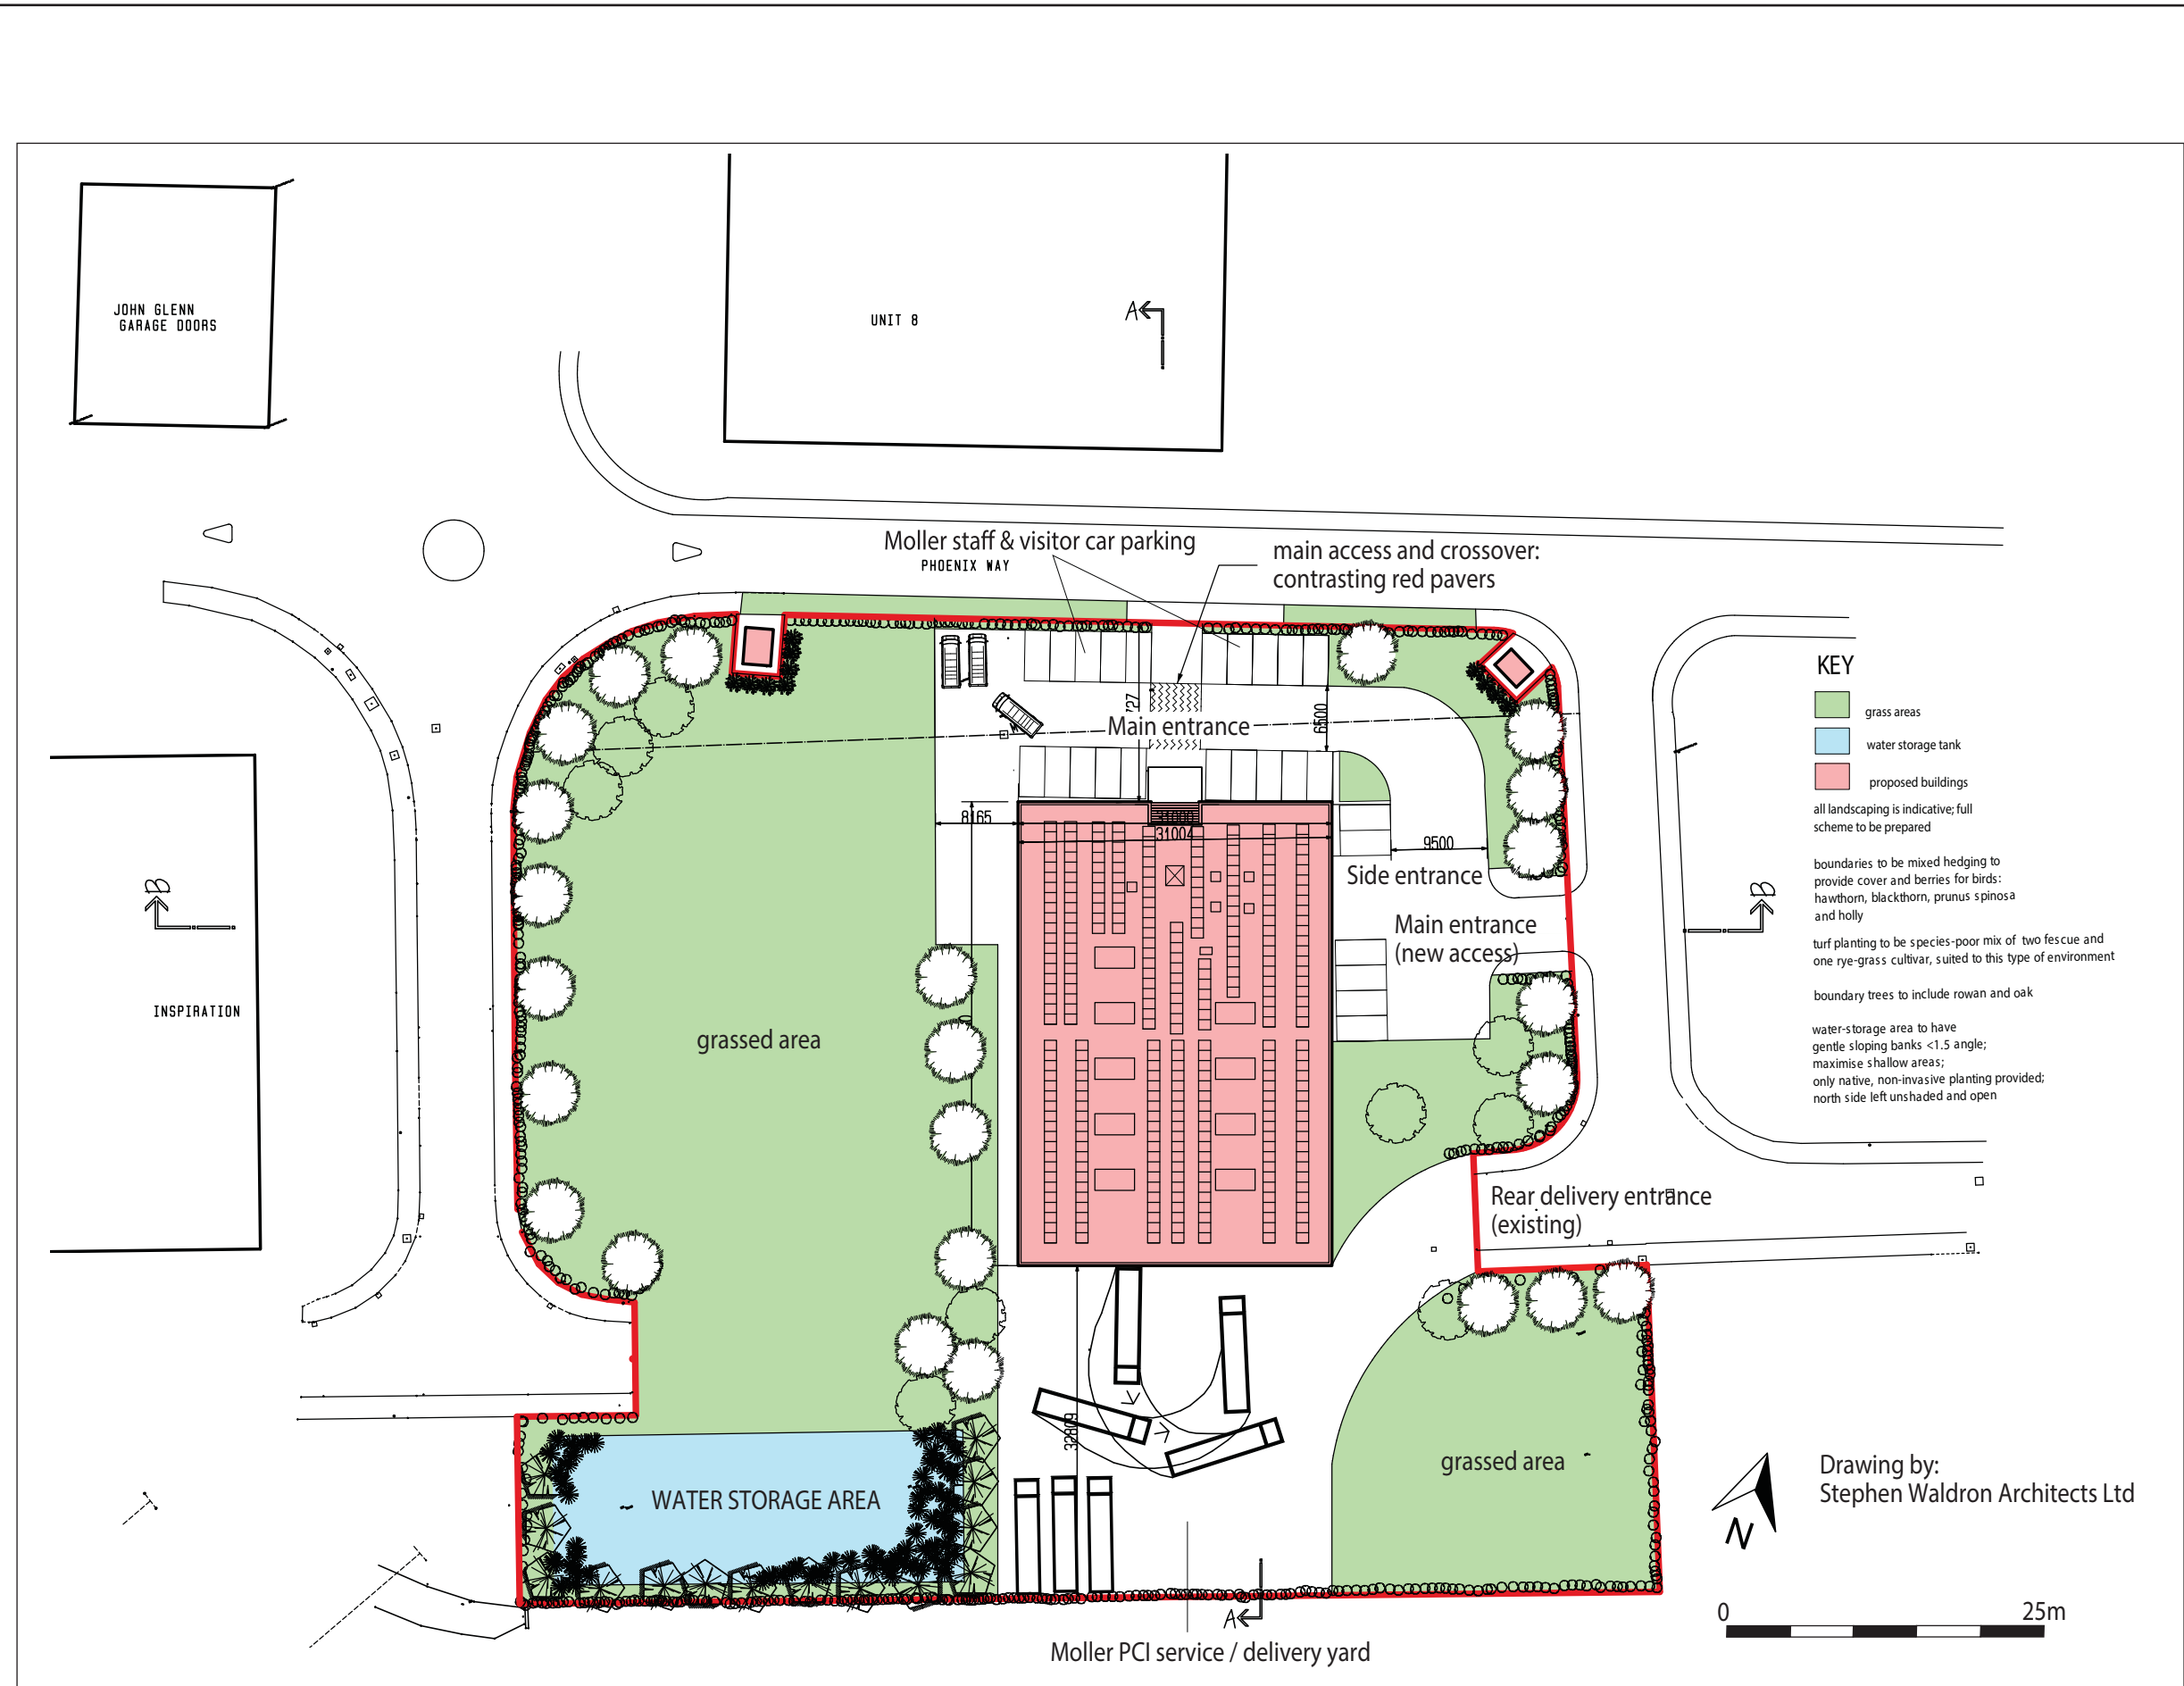 JOHN GLENN
GARAGE DOORS
UNIT 8
A
Moller staff & visitor car parking
PHOENIX WAY
main access and crossover:
contrasting red pavers
Main entrance
6500
8165
31004
9500
Side entrance
Main entrance
(new access)
B
INSPIRATION
grassed area
B
KEY
grass areas
water storage tank
proposed buildings
all landscaping is indicative; full
scheme to be prepared
boundaries to be mixed hedging to
provide cover and berries for birds:
hawthorn, blackthorn, prunus spinosa
and holly
turf planting to be species-poor mix of two fescue and
one rye-grass cultivar, suited to this type of environment
boundary trees to include rowan and oak
water-storage area to have
gentle sloping banks <1.5 angle;
maximise shallow areas;
only native, non-invasive planting provided;
north side left unshaded and open
Rear delivery entrance
(existing)
32809
grassed area
WATER STORAGE AREA
N
Drawing by:
Stephen Waldron Architects Ltd
0 25m
A
Moller PCI service / delivery yard